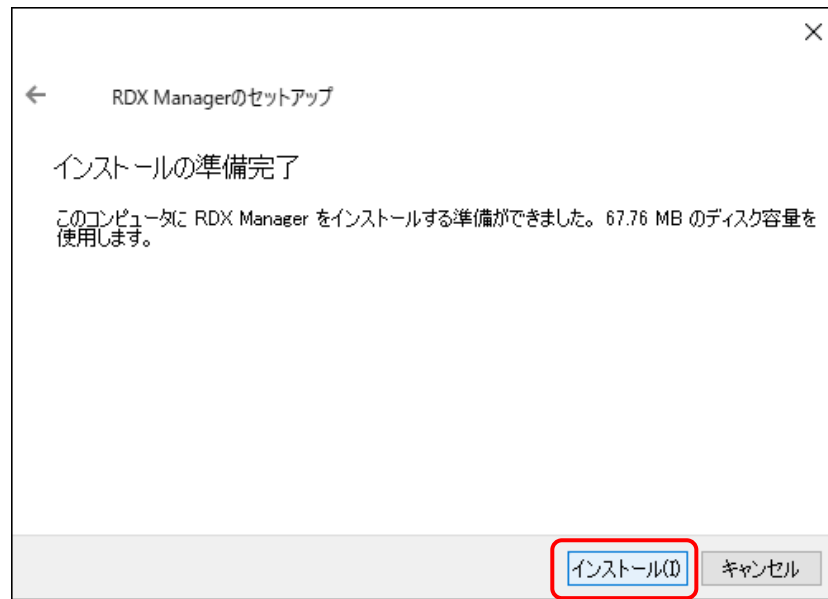 RDX Managerのセットアップ
インストールの準備完了
このコンピュータに RDX Manager をインストールする準備ができました。67.76 MB のディスク容量を
使用します。
インストール(I) キャンセル